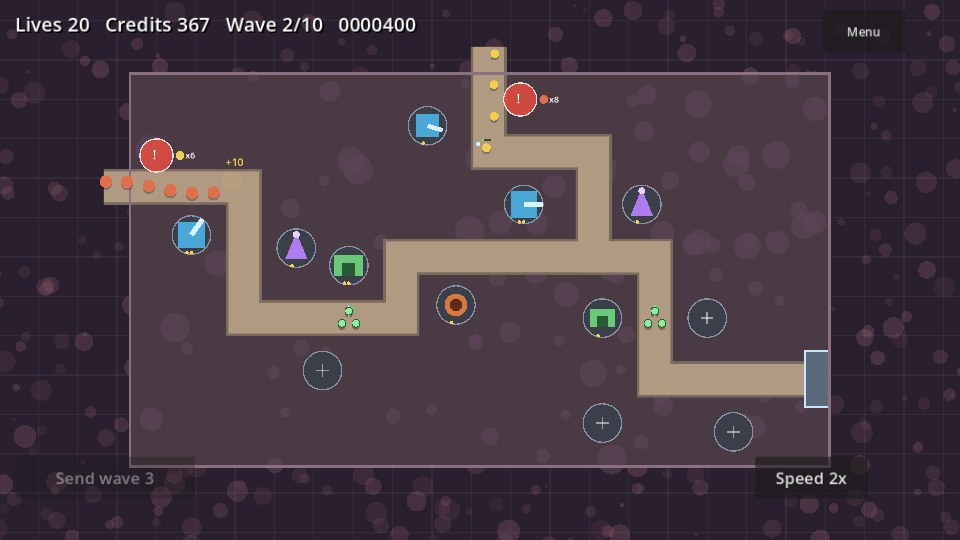 Lives 20 Credits 367 Wave 2/10 0000400
Menu
! x8
! x6
+10
Send wave 3
Speed 2x